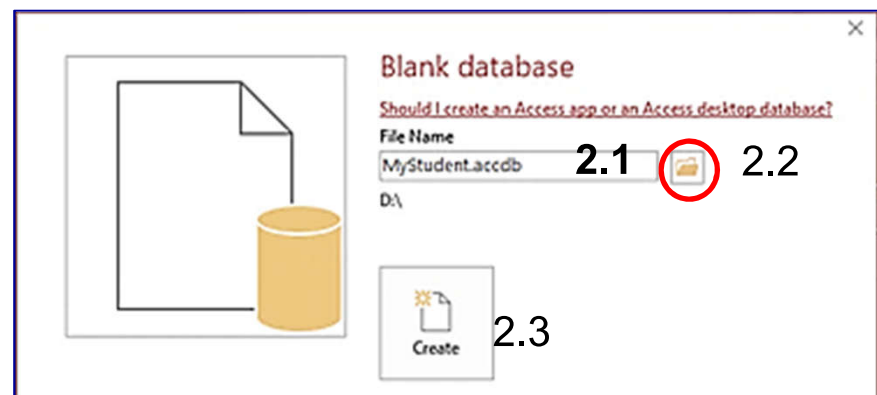 Blank database
Should I create an Access app or an Access desktop database?
File Name
MyStudent.accdb 2.1 2.2
D:\
Create 2.3